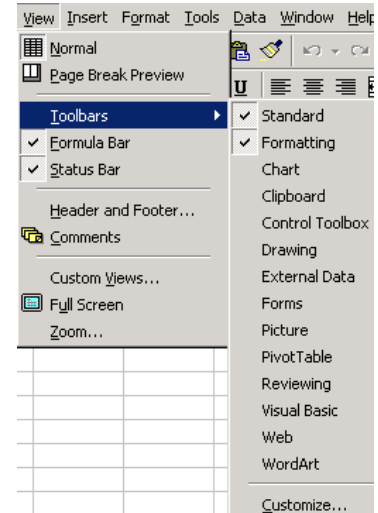 View Insert Format Tools Data Window Help
Normal
Page Break Preview
Toolbars
Formula Bar
Status Bar
Header and Footer...
Comments
Custom Views...
Full Screen
Zoom...
U
Standard
Formatting
Chart
Clipboard
Control Toolbox
Drawing
External Data
Forms
Picture
PivotTable
Reviewing
Visual Basic
Web
WordArt
Customize...